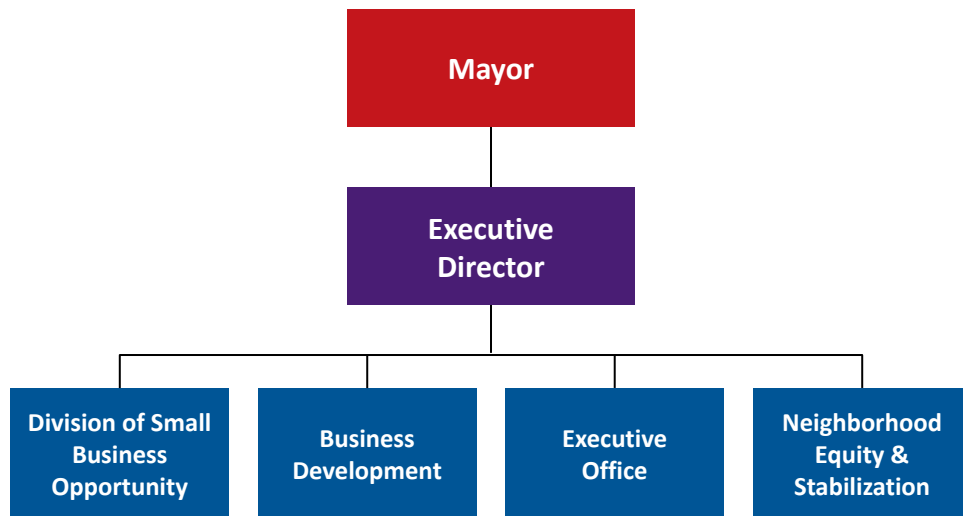 Mayor
Executive
Director
Division of Small
Business
Opportunity
Business
Development
Executive
Office
Neighborhood
Equity &
Stabilization